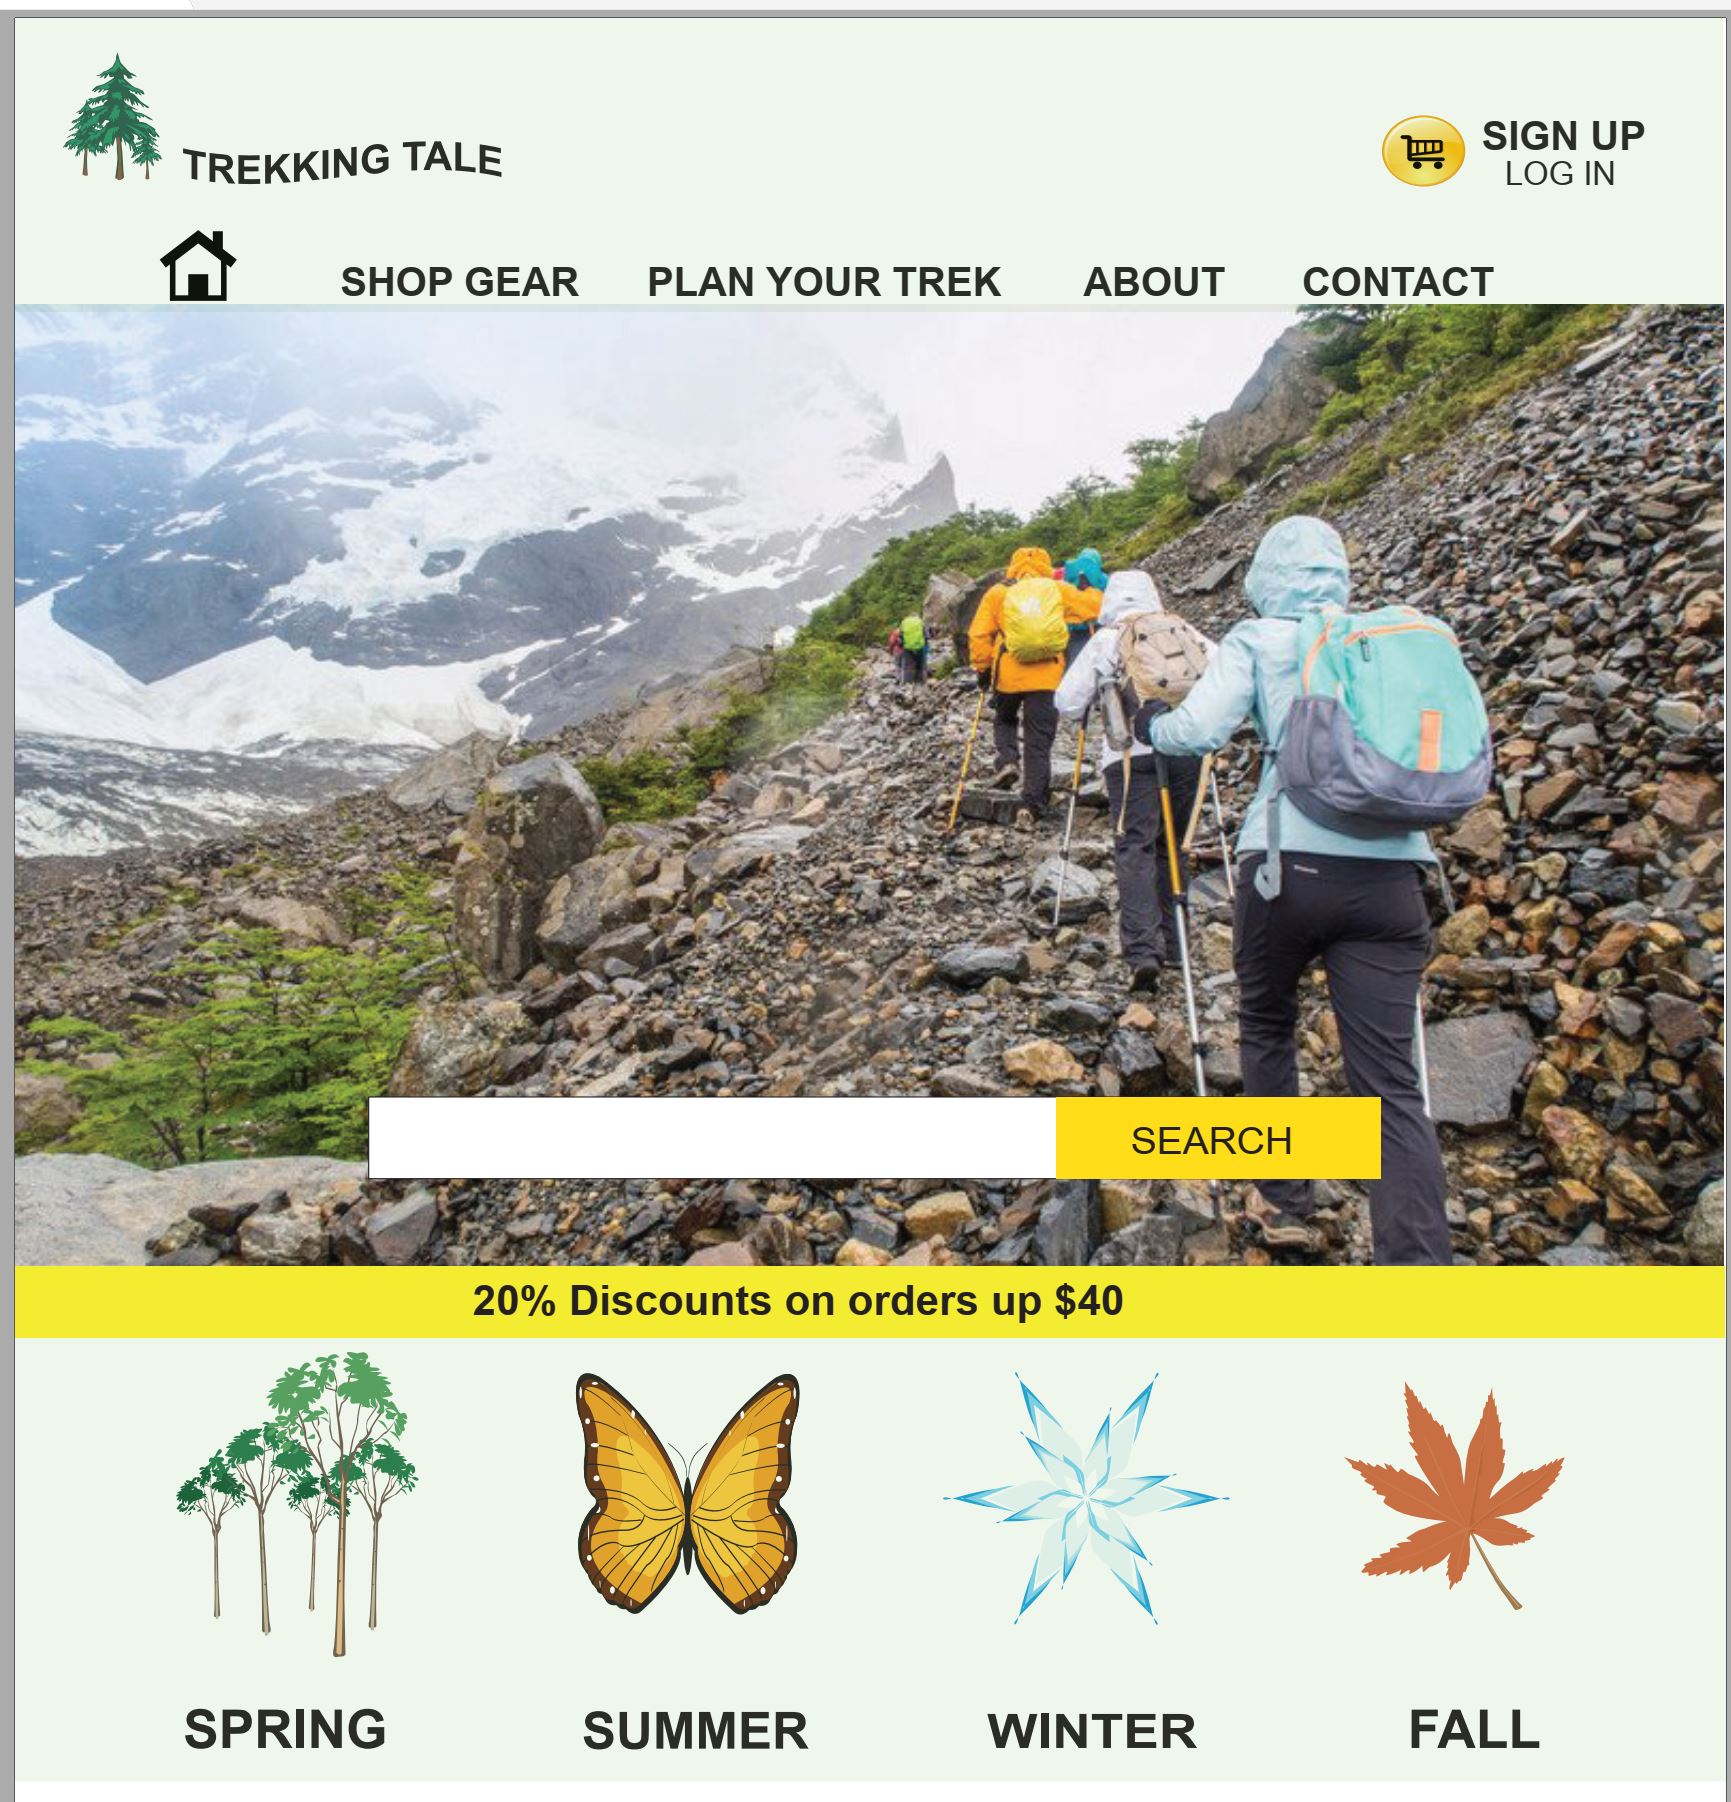 TREKKING TALE
SIGN UP
LOG IN
SHOP GEAR PLAN YOUR TREK ABOUT CONTACT
SEARCH
20% Discounts on orders up $40
SPRING SUMMER WINTER FALL